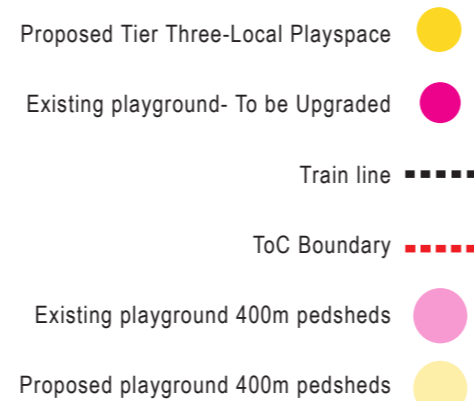 Proposed Tier Three-Local Playspace
Existing playground- To be Upgraded
Train line
ToC Boundary
Existing playground 400m pedsheds
Proposed playground 400m pedsheds